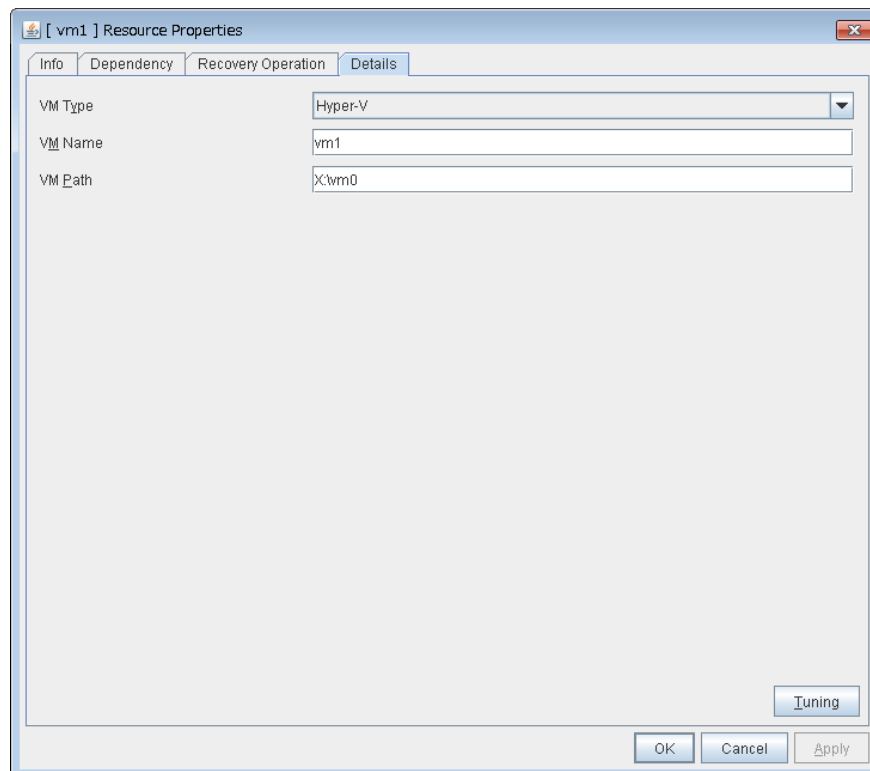 [ vm1 ] Resource Properties
Info Dependency Recovery Operation Details
VM Type Hyper-V
VM Name vm1
VM Path X:\vm0
Tuning
OK Cancel Apply